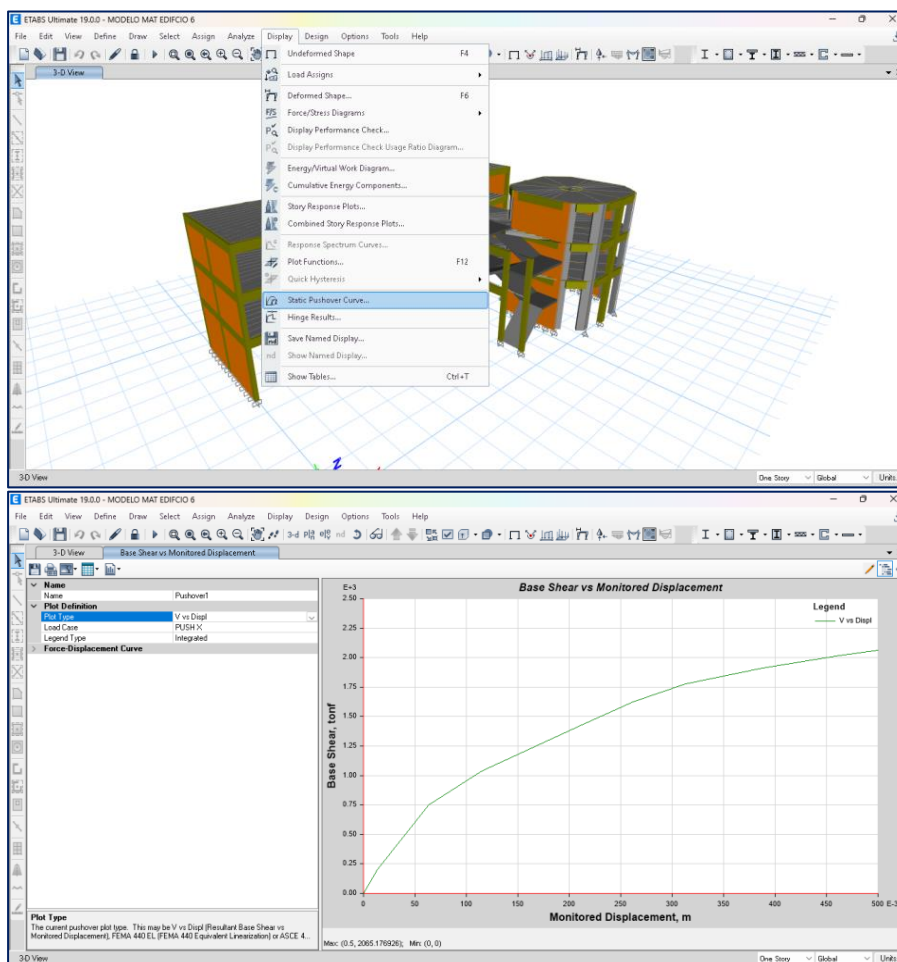 ETABS Ultimate 19.0.0 - MODELO MAT EDIFCIO 6
File Edit View Define Draw Select Assign Analyze Display Design Options Tools Help
3-D View
Undeformed Shape F4
Load Assigns
Deformed Shape... F6
Force/Stress Diagrams
Display Performance Check...
Display Performance Check Usage Ratio Diagram...
Energy/Virtual Work Diagram...
Cumulative Energy Components...
Story Response Plots...
Combined Story Response Plots...
Response Spectrum Curves...
Plot Functions... F12
Quick Hysteresis
Static Pushover Curve...
Hinge Results...
Save Named Display...
nd Show Named Display...
Show Tables... Ctrl+T
Z
3-D View One Story Global Units
ETABS Ultimate 19.0.0 - MODELO MAT EDIFCIO 6
File Edit View Define Draw Select Assign Analyze Display Design Options Tools Help
3-d nd
3-D View Base Shear vs Monitored Displacement
Name
Name Pushover1
Plot Definition
Plot Type V vs Displ
Load Case PUSH X
Legend Type Integrated
Force-Displacement Curve
Base Shear vs Monitored Displacement
E+3
Legend
V vs Displ
2.50
2.25
2.00
1.75
1.50
1.25
1.00
0.75
0.50
0.25
0.00
Base Shear, tonf
0 50 100 150 200 250 300 350 400 450 500 E-3
Monitored Displacement, m
Plot Type
The current pushover plot type. This may be V vs Displ (Resultant Base Shear vs
Monitored Displacement), FEMA 440 EL (FEMA 440 Equivalent Linearization) or ASCE 4...
Max: (0.5, 2065.176926); Min: (0, 0)
3-D View One Story Global Units